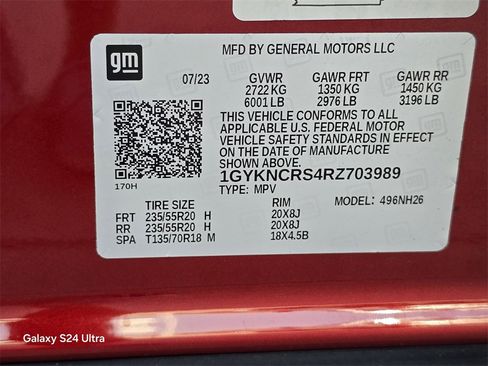 gm
MFD BY GENERAL MOTORS LLC
07/23 GVWR GAWR FRT GAWR RR
2722 KG 1350 KG 1450 KG
6001 LB 2976 LB 3196 LB
THIS VEHICLE CONFORMS TO ALL
APPLICABLE U.S. FEDERAL MOTOR
VEHICLE SAFETY STANDARDS IN EFFECT
ON THE DATE OF MANUFACTURE
SHOWN ABOVE.
1GYKNCRS4RZ703989
170H TYPE: MPV
TIRE SIZE RIM MODEL: 496NH26
FRT 235/55R20 H 20X8J
RR 235/55R20 H 20X8J
SPA T135/70R18 M 18X4.5B
Galaxy S24 Ultra